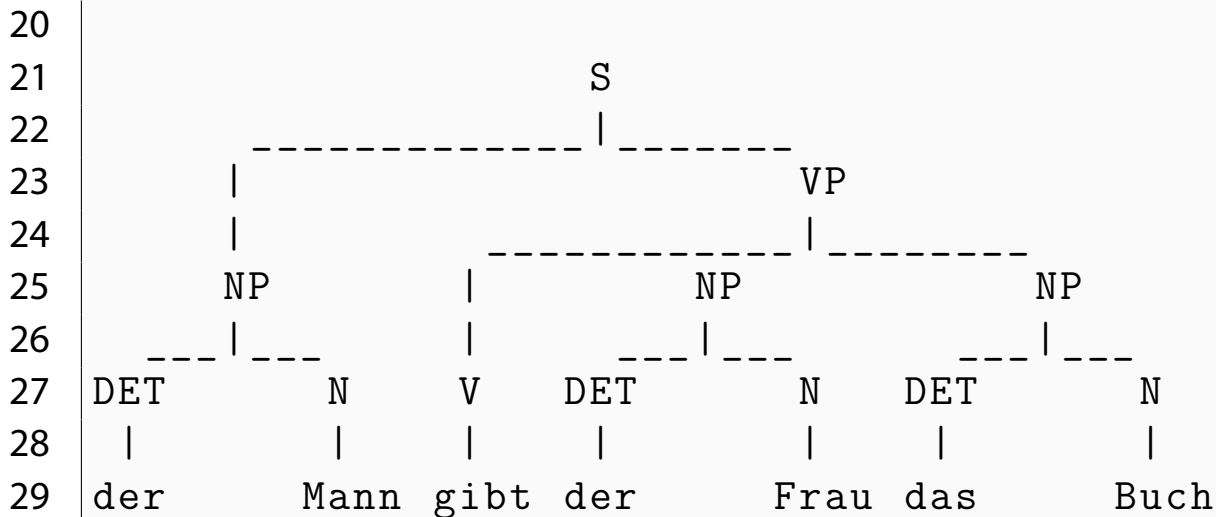 20
21                     S
22       _____________|_______
23      |                       VP
24      |          ____________|________
25      NP        |         NP            NP
26   ___|___      |      ___|___       ___|___
27 DET     N      V    DET     N     DET     N
28  |      |      |     |      |      |      |
29 der    Mann  gibt   der   Frau    das   Buch